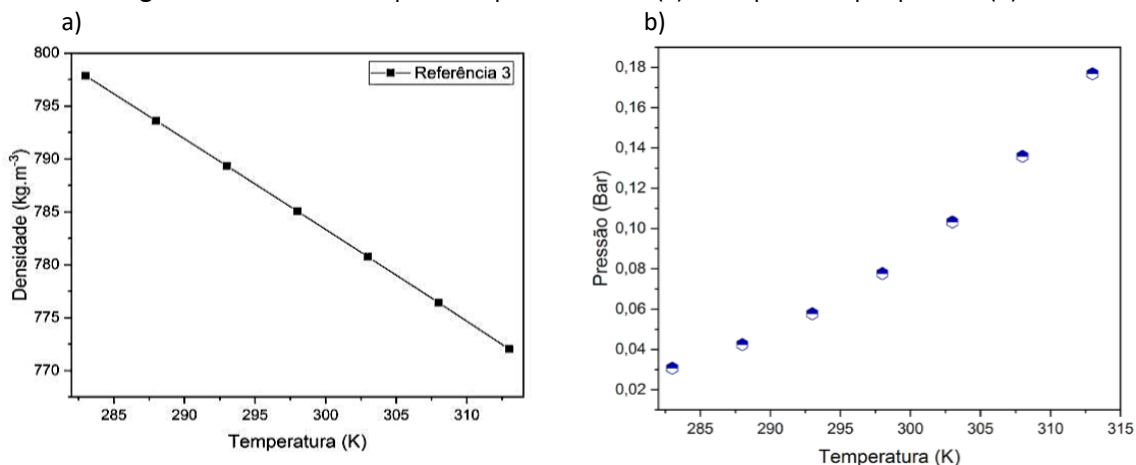 a)
b)
800
795
790
785
780
775
770
285 290 295 300 305 310
Densidade (kg.m⁻³)
Temperatura (K)
Referência 3
0,18
0,16
0,14
0,12
0,10
0,08
0,06
0,04
0,02
285 290 295 300 305 310 315
Pressão (Bar)
Temperatura (K)